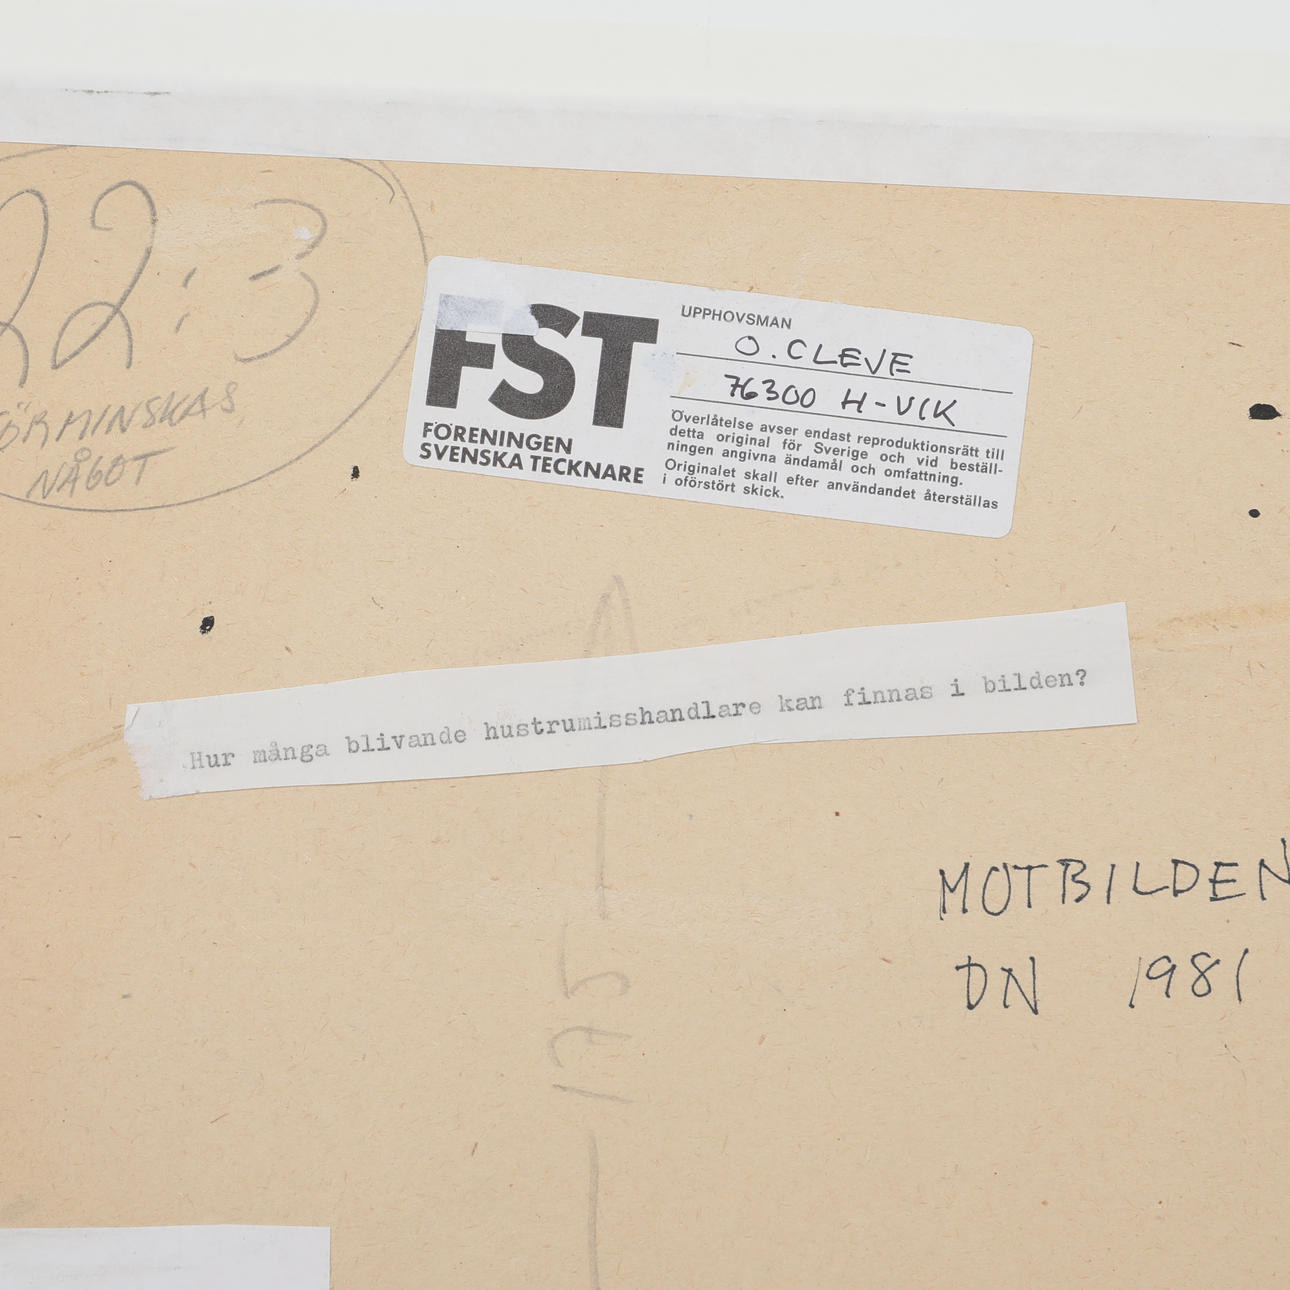 22:3
FÖRMINSKAS
NÅGOT
FST
FÖRENINGEN
SVENSKA TECKNARE
UPPHOVSMAN
O. CLEVE
76300 H-VIK
Överlåtelse avser endast reproduktionsrätt till
detta original för Sverige och vid beställ-
ningen angivna ändamål och omfattning.
Originalet skall efter användandet återställas
i oförstört skick.
Hur många blivande hustrumisshandlare kan finnas i bilden?
MOTBILDEN
DN 1981
175